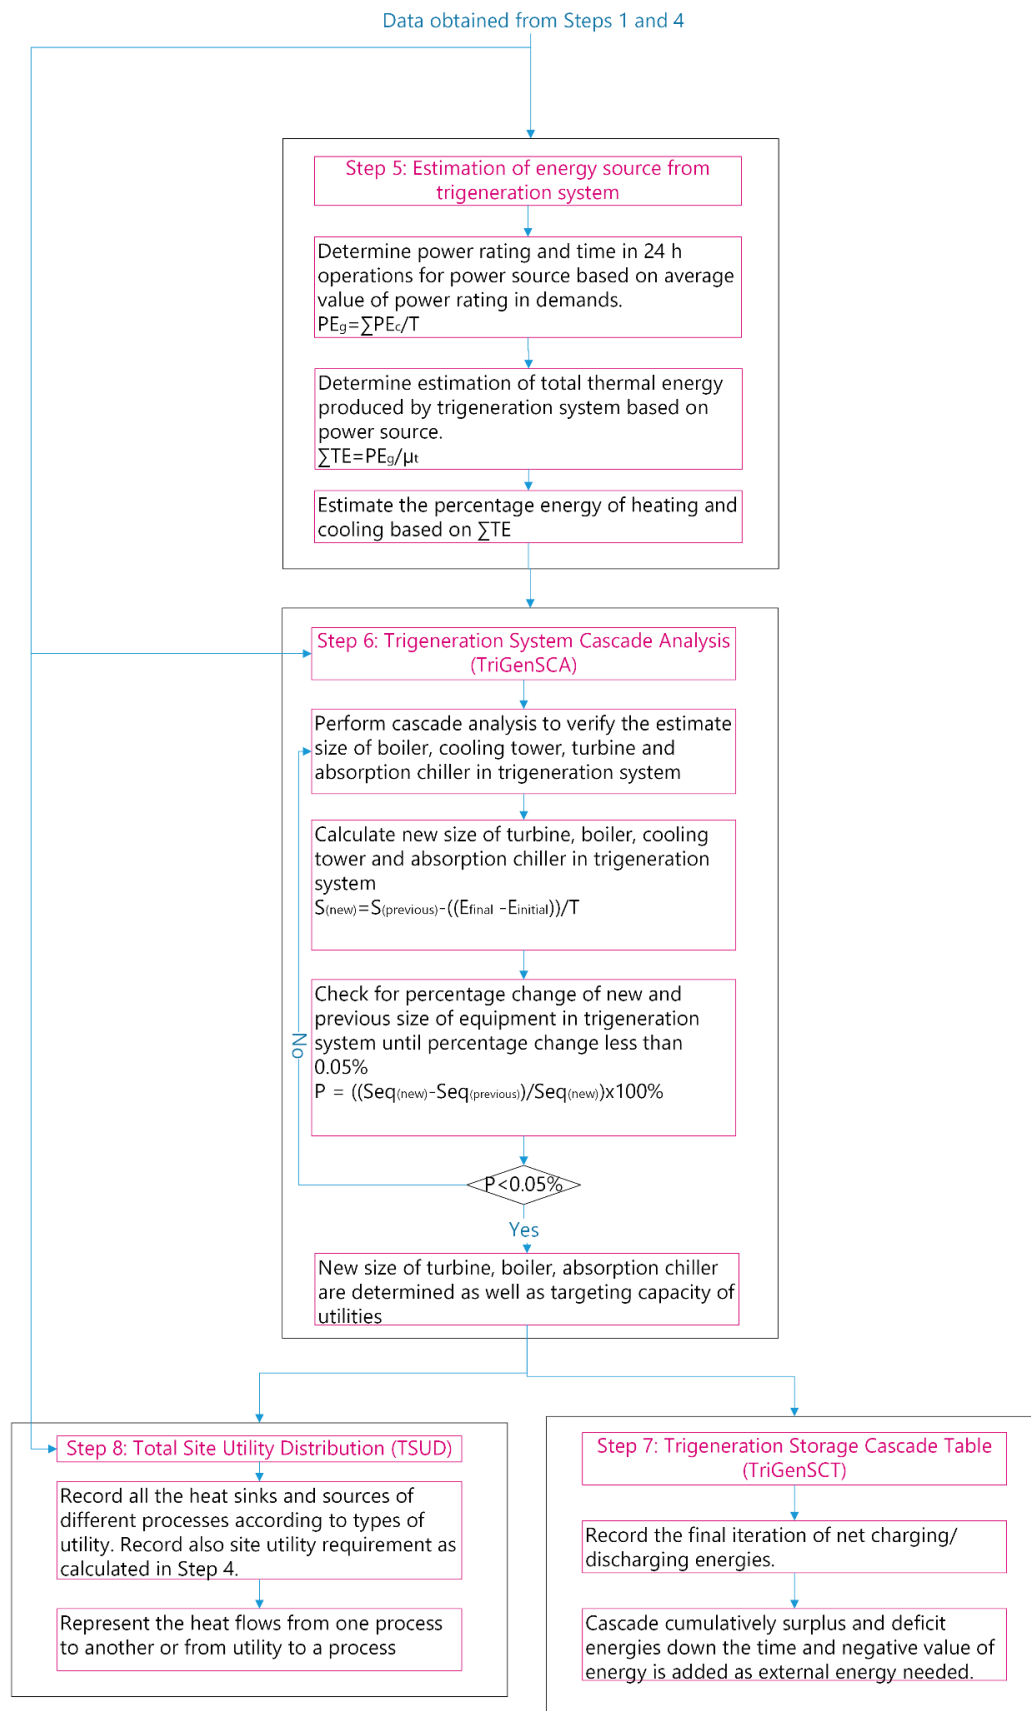 Data obtained from Steps 1 and 4
Step 5: Estimation of energy source from
trigeneration system
Determine power rating and time in 24 h
operations for power source based on average
value of power rating in demands.
PEg=∑PEc/T
Determine estimation of total thermal energy
produced by trigeneration system based on
power source.
∑TE=PEg/μt
Estimate the percentage energy of heating and
cooling based on ∑TE
Step 6: Trigeneration System Cascade Analysis
(TriGenSCA)
Perform cascade analysis to verify the estimate
size of boiler, cooling tower, turbine and
absorption chiller in trigeneration system
Calculate new size of turbine, boiler, cooling
tower and absorption chiller in trigeneration
system
S(new)=S(previous)-((Efinal -Einitial))/T
Check for percentage change of new and
previous size of equipment in trigeneration
system until percentage change less than
0.05%
P = ((Seq(new)-Seq(previous))/Seq(new))x100%
No
P<0.05%
Yes
New size of turbine, boiler, absorption chiller
are determined as well as targeting capacity of
utilities
Step 8: Total Site Utility Distribution (TSUD)
Record all the heat sinks and sources of
different processes according to types of
utility. Record also site utility requirement as
calculated in Step 4.
Represent the heat flows from one process
to another or from utility to a process
Step 7: Trigeneration Storage Cascade Table
(TriGenSCT)
Record the final iteration of net charging/
discharging energies.
Cascade cumulatively surplus and deficit
energies down the time and negative value of
energy is added as external energy needed.